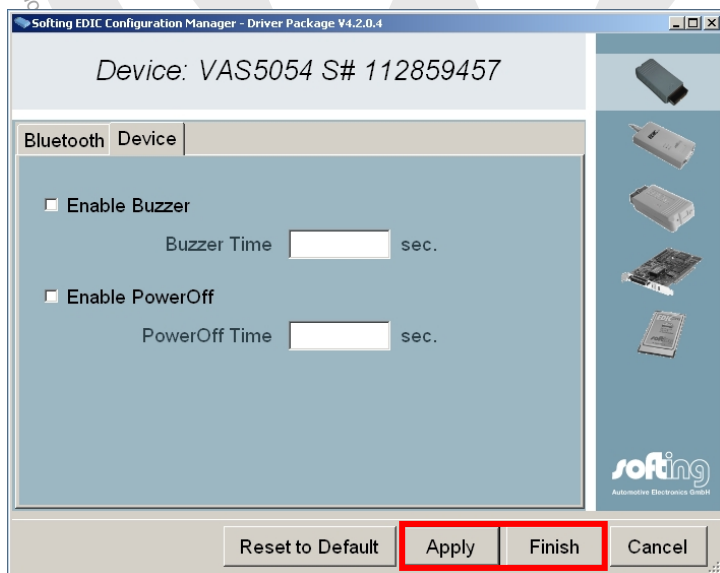 Softing EDIC Configuration Manager - Driver Package V4.2.0.4
Device: VAS5054 S# 112859457
Bluetooth Device
Enable Buzzer
Buzzer Time sec.
Enable PowerOff
PowerOff Time sec.
softing
Automotive Electronics GmbH
Reset to Default Apply Finish Cancel